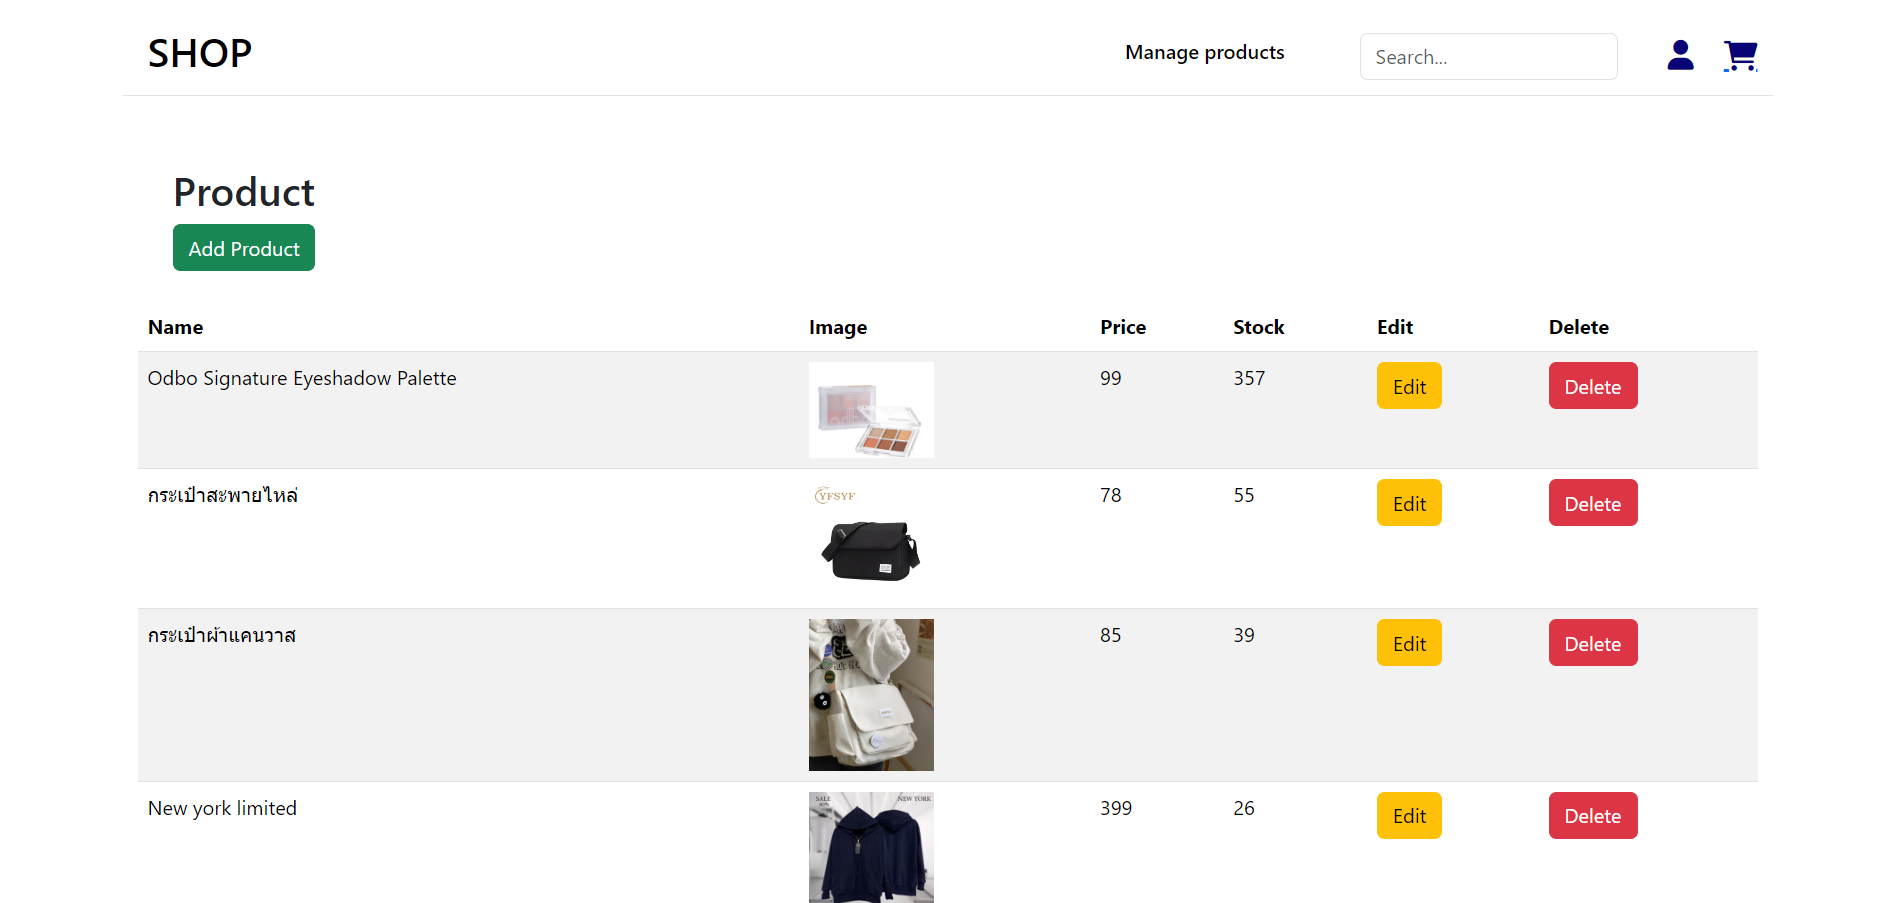 SHOP
Manage products
Search...
Product
Add Product
Name Image Price Stock Edit Delete
Odbo Signature Eyeshadow Palette 99 357 Edit Delete
กระเป๋าสะพายไหล่ YFSYF 78 55 Edit Delete
กระเป๋าผ้าแคนวาส 85 39 Edit Delete
New york limited 399 26 Edit Delete
SALE NEW YORK